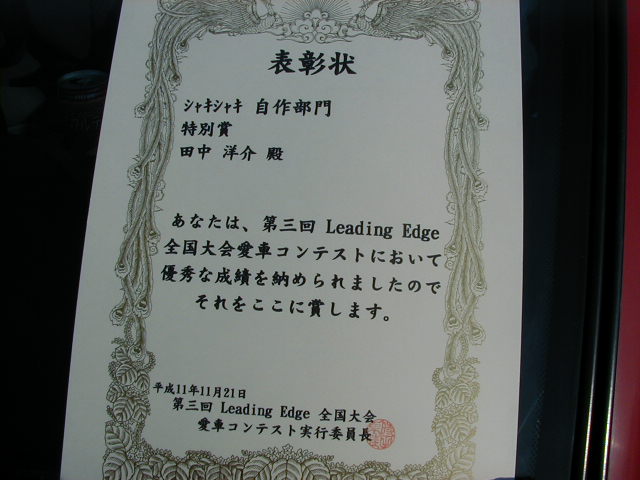 表彰状
シャキシャキ 自作部門
特別賞
田中 洋介 殿
あなたは、第三回 Leading Edge
全国大会愛車コンテストにおいて
優秀な成績を納められましたので
それをここに賞します。
平成11年11月21日
第三回 Leading Edge 全国大会
愛車コンテスト実行委員長